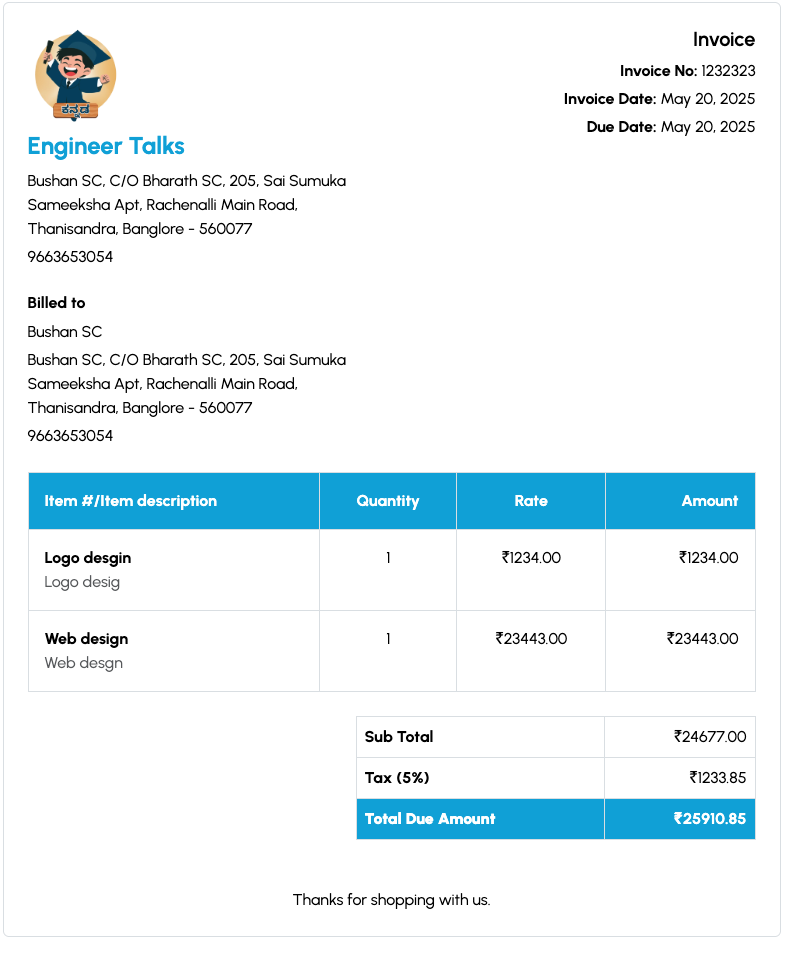 ಕನ್ನಡ
Invoice
Invoice No: 1232323
Invoice Date: May 20, 2025
Due Date: May 20, 2025
Engineer Talks
Bushan SC, C/O Bharath SC, 205, Sai Sumuka
Sameeksha Apt, Rachenalli Main Road,
Thanisandra, Banglore - 560077
9663653054
Billed to
Bushan SC
Bushan SC, C/O Bharath SC, 205, Sai Sumuka
Sameeksha Apt, Rachenalli Main Road,
Thanisandra, Banglore - 560077
9663653054
Item #/Item description Quantity Rate Amount
Logo desgin 1 ₹1234.00 ₹1234.00
Logo desig
Web design 1 ₹23443.00 ₹23443.00
Web desgn
Sub Total ₹24677.00
Tax (5%) ₹1233.85
Total Due Amount ₹25910.85
Thanks for shopping with us.